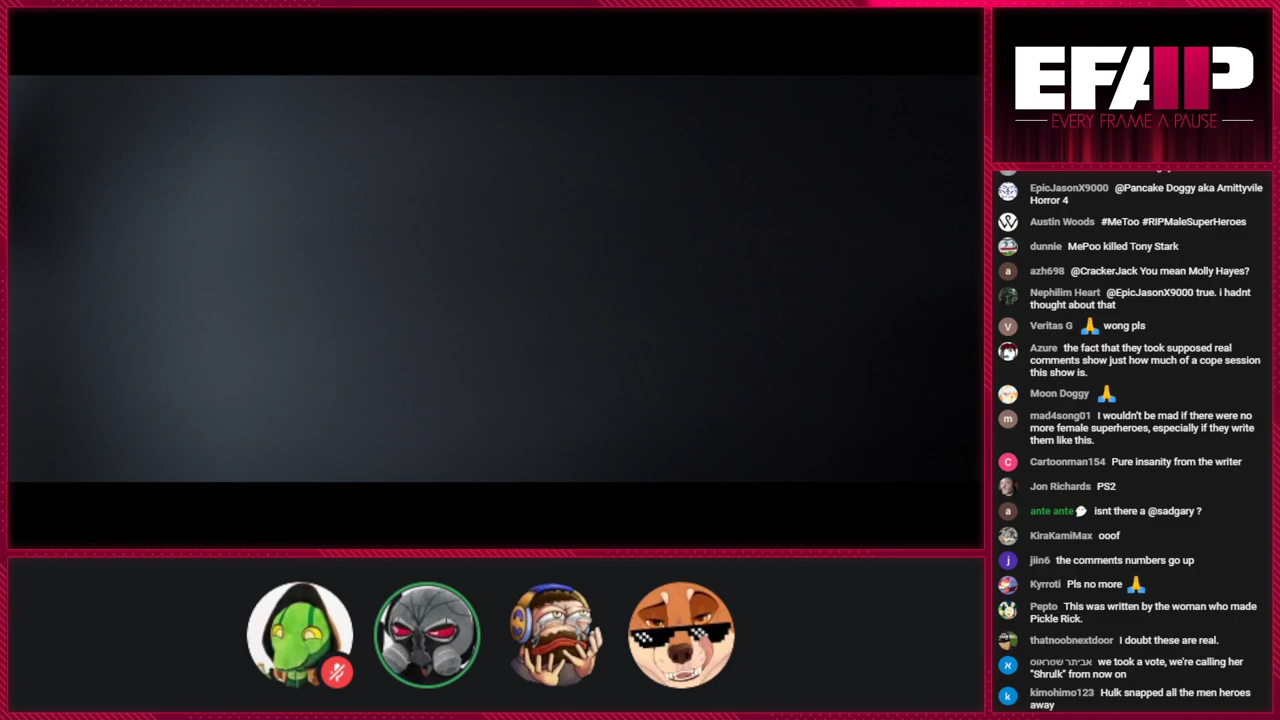 EFAP
EVERY FRAME A PAUSE
EpicJasonX9000 @Pancake Doggy aka Amittyvile
Horror 4
Austin Woods #MeToo #RIPMaleSuperHeroes
dunnie MePoo killed Tony Stark
azh698 @CrackerJack You mean Molly Hayes?
Nephilim Heart @EpicJasonX9000 true. i hadnt
thought about that
V
Veritas G 🙏 wong pls
Azure the fact that they took supposed real
comments show just how much of a cope session
this show is.
Moon Doggy 🙏
m
mad4song01 I wouldn't be mad if there were no
more female superheroes, especially if they write
them like this.
C
Cartoonman154 Pure insanity from the writer
Jon Richards PS2
a
ante ante isnt there a @sadgary ?
KiraKamiMax ooof
j
jiin6 the comments numbers go up
Kyrroti Pls no more 🙏
Pepto This was written by the woman who made
Pickle Rick.
thatnoobnextdoor I doubt these are real.
א
אביתר שטראוס we took a vote, we're calling her
"Shrulk" from now on
k
kimohimo123 Hulk snapped all the men heroes
away